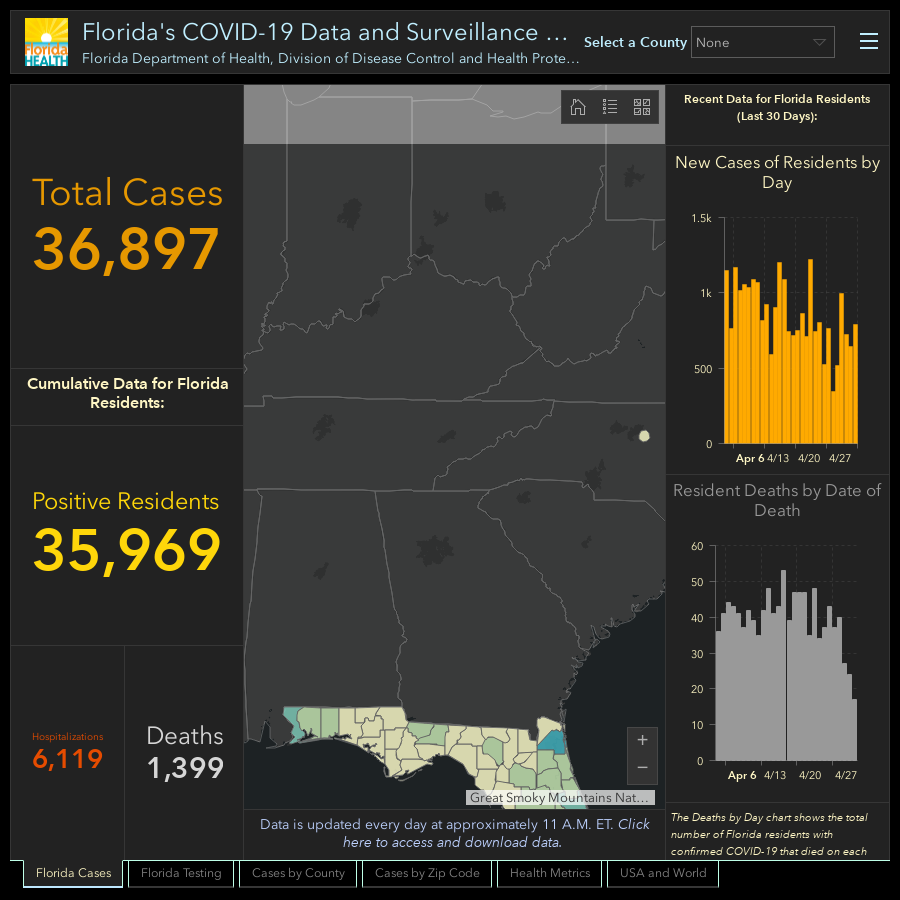 Florida HEALTH
Florida's COVID-19 Data and Surveillance ...
Florida Department of Health, Division of Disease Control and Health Prote...
Select a County
None
Total Cases
36,897
Cumulative Data for Florida
Residents:
Positive Residents
35,969
Hospitalizations
6,119
Deaths
1,399
Great Smoky Mountains Nat...
Data is updated every day at approximately 11 A.M. ET. Click
here to access and download data.
Recent Data for Florida Residents
(Last 30 Days):
New Cases of Residents by
Day
1.5k
1k
500
0
Apr 6 4/13 4/20 4/27
Resident Deaths by Date of
Death
60
50
40
30
20
10
0
Apr 6 4/13 4/20 4/27
The Deaths by Day chart shows the total
number of Florida residents with
confirmed COVID-19 that died on each
Florida Cases
Florida Testing
Cases by County
Cases by Zip Code
Health Metrics
USA and World